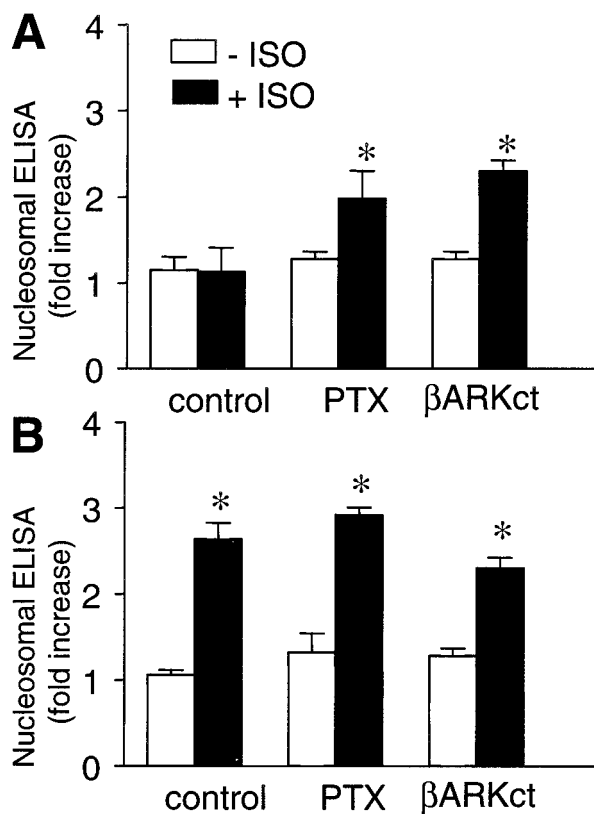 A
4
- ISO
+ ISO
3
*
*
2
1
0
Nucleosomal ELISA
(fold increase)
control PTX βARKct
B
4
*
*
*
3
2
1
0
Nucleosomal ELISA
(fold increase)
control PTX βARKct